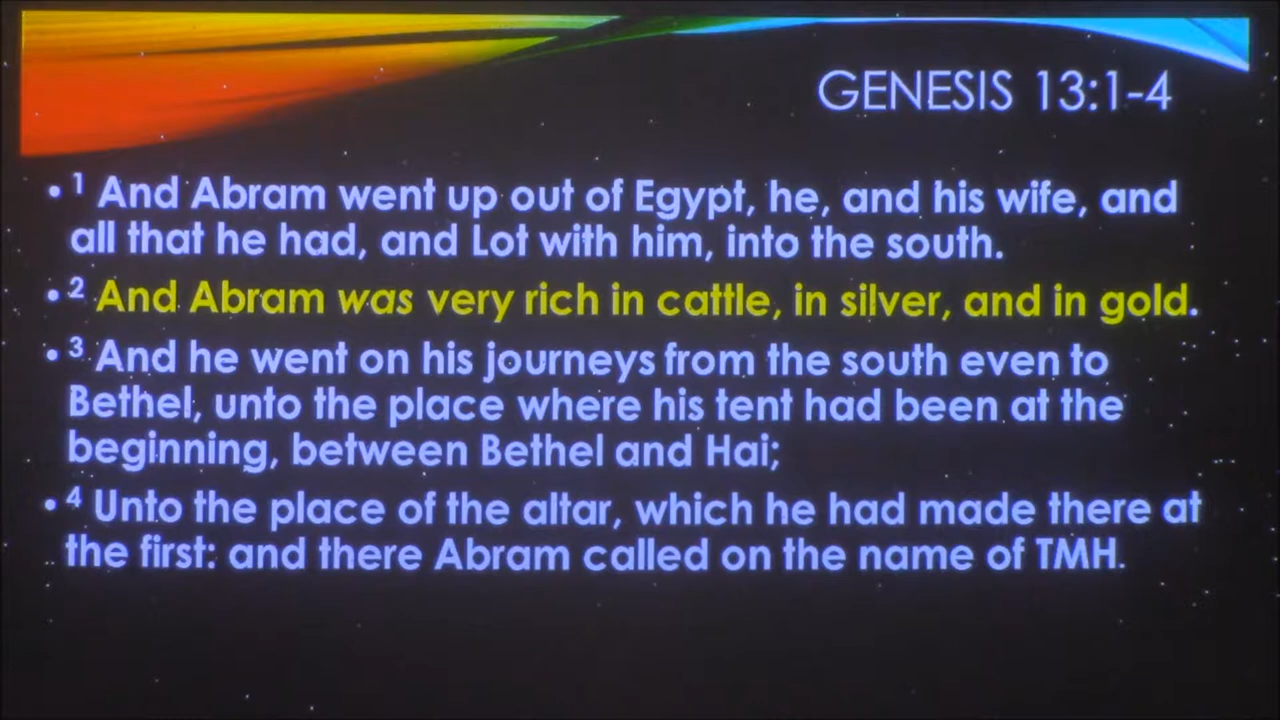 GENESIS 13:1-4
• 1 And Abram went up out of Egypt, he, and his wife, and
all that he had, and Lot with him, into the south.
• 2 And Abram was very rich in cattle, in silver, and in gold.
• 3 And he went on his journeys from the south even to
Bethel, unto the place where his tent had been at the
beginning, between Bethel and Hai;
• 4 Unto the place of the altar, which he had made there at
the first: and there Abram called on the name of TMH.